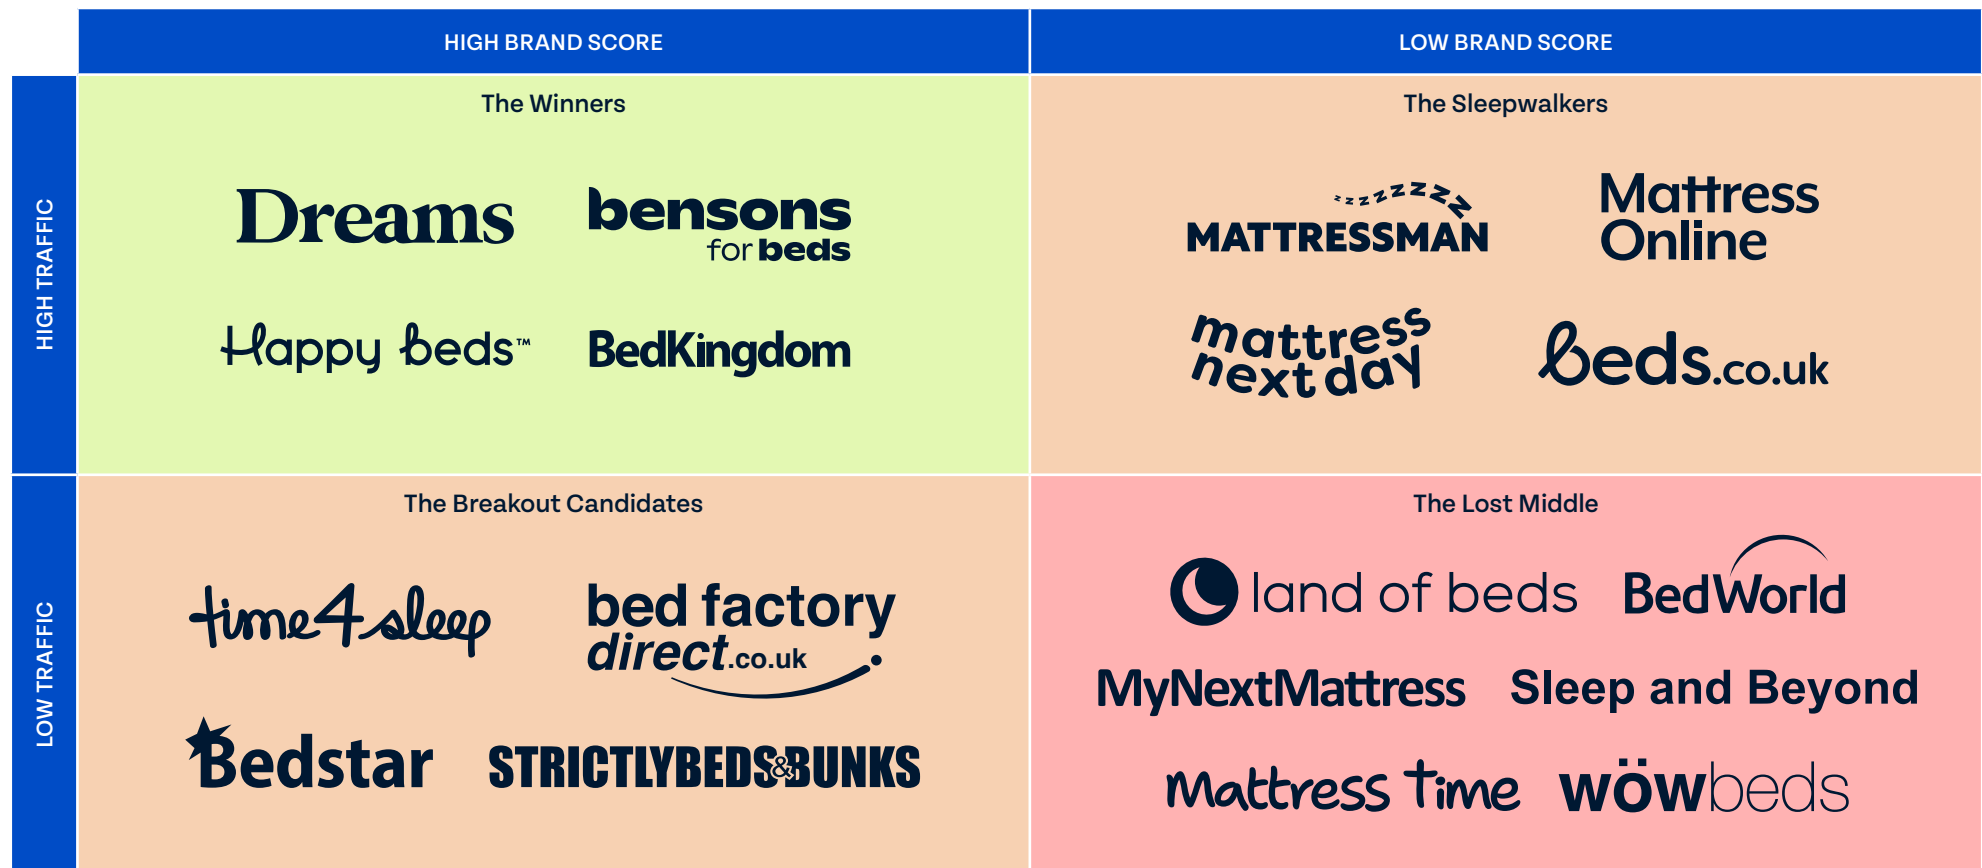 HIGH BRAND SCORE
LOW BRAND SCORE
HIGH TRAFFIC
The Winners
Dreams
bensons
for beds
Happy beds™
BedKingdom
The Sleepwalkers
zzzzzzzzz
MATTRESSMAN
Mattress
Online
mattress
next day
beds.co.uk
LOW TRAFFIC
The Breakout Candidates
time4sleep
bed factory
direct.co.uk
Bedstar
STRICTLYBEDS&BUNKS
The Lost Middle
land of beds
BedWorld
MyNextMattress
Sleep and Beyond
Mattress Time
wöwbeds